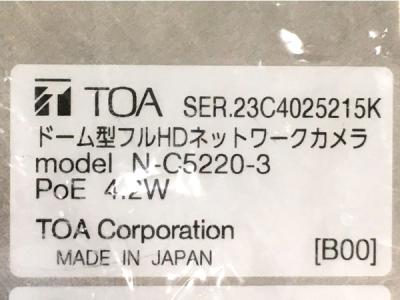 TOA SER.23C4025215K
ドーム型フルHDネットワークカメラ
model N-C5220-3
PoE 4.2W
TOA Corporation
MADE IN JAPAN [B00]